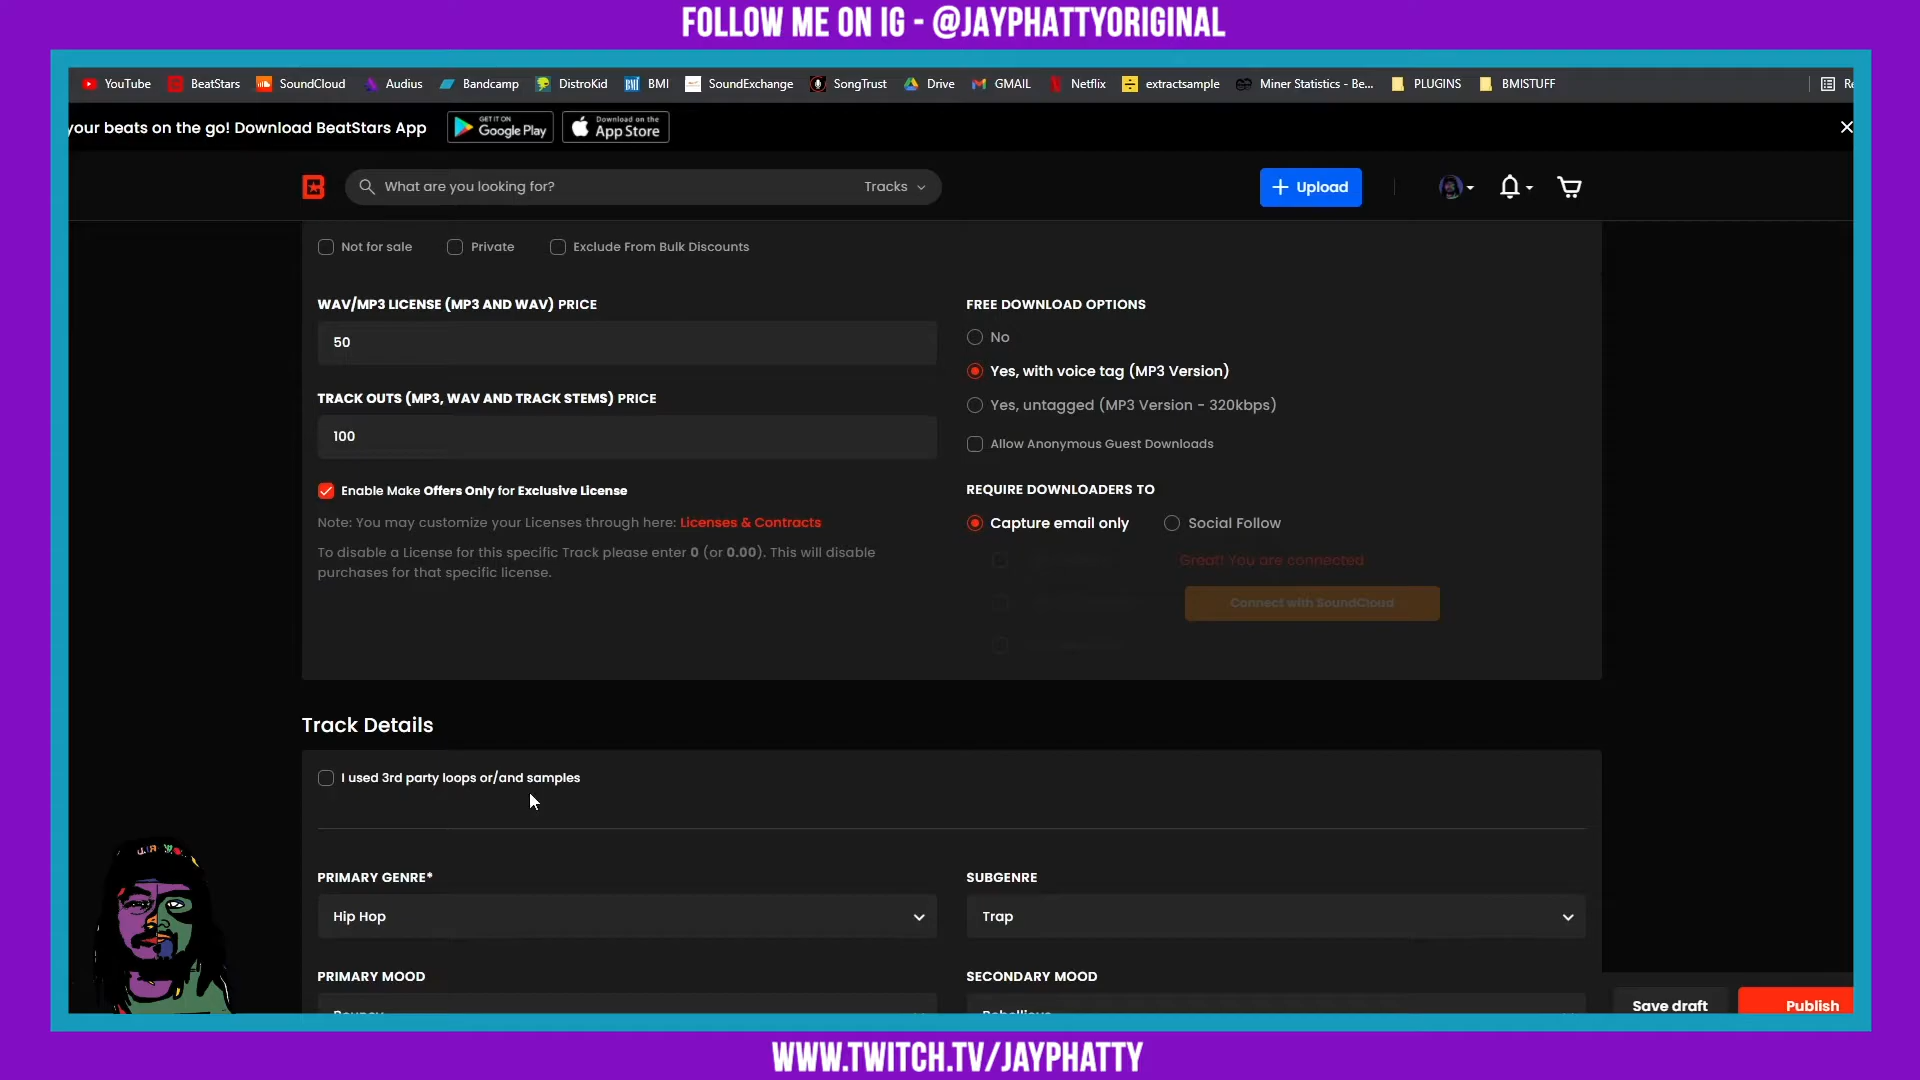 FOLLOW ME ON IG - @JAYPHATTYORIGINAL
YouTube BeatStars SoundCloud Audius Bandcamp DistroKid BMI SoundExchange SongTrust Drive GMAIL Netflix extractsample Miner Statistics - Be... PLUGINS BMISTUFF
your beats on the go! Download BeatStars App GET IT ON Google Play Download on the App Store
What are you looking for? Tracks Upload
Not for sale Private Exclude From Bulk Discounts
WAV/MP3 LICENSE (MP3 AND WAV) PRICE
50
TRACK OUTS (MP3, WAV AND TRACK STEMS) PRICE
100
Enable Make Offers Only for Exclusive License
Note: You may customize your Licenses through here: Licenses & Contracts
To disable a License for this specific Track please enter 0 (or 0.00). This will disable
purchases for that specific license.
FREE DOWNLOAD OPTIONS
No
Yes, with voice tag (MP3 Version)
Yes, untagged (MP3 Version - 320kbps)
Allow Anonymous Guest Downloads
REQUIRE DOWNLOADERS TO
Capture email only Social Follow
Great! You are connected
Connect with SoundCloud
Track Details
I used 3rd party loops or/and samples
PRIMARY GENRE*
Hip Hop
SUBGENRE
Trap
PRIMARY MOOD
SECONDARY MOOD
Save draft Publish
WWW.TWITCH.TV/JAYPHATTY